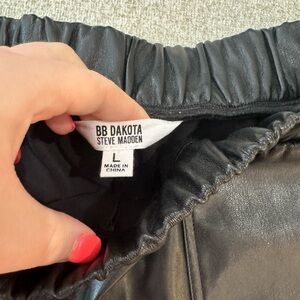 BB DAKOTA
STEVE MADDEN
L
MADE IN
CHINA